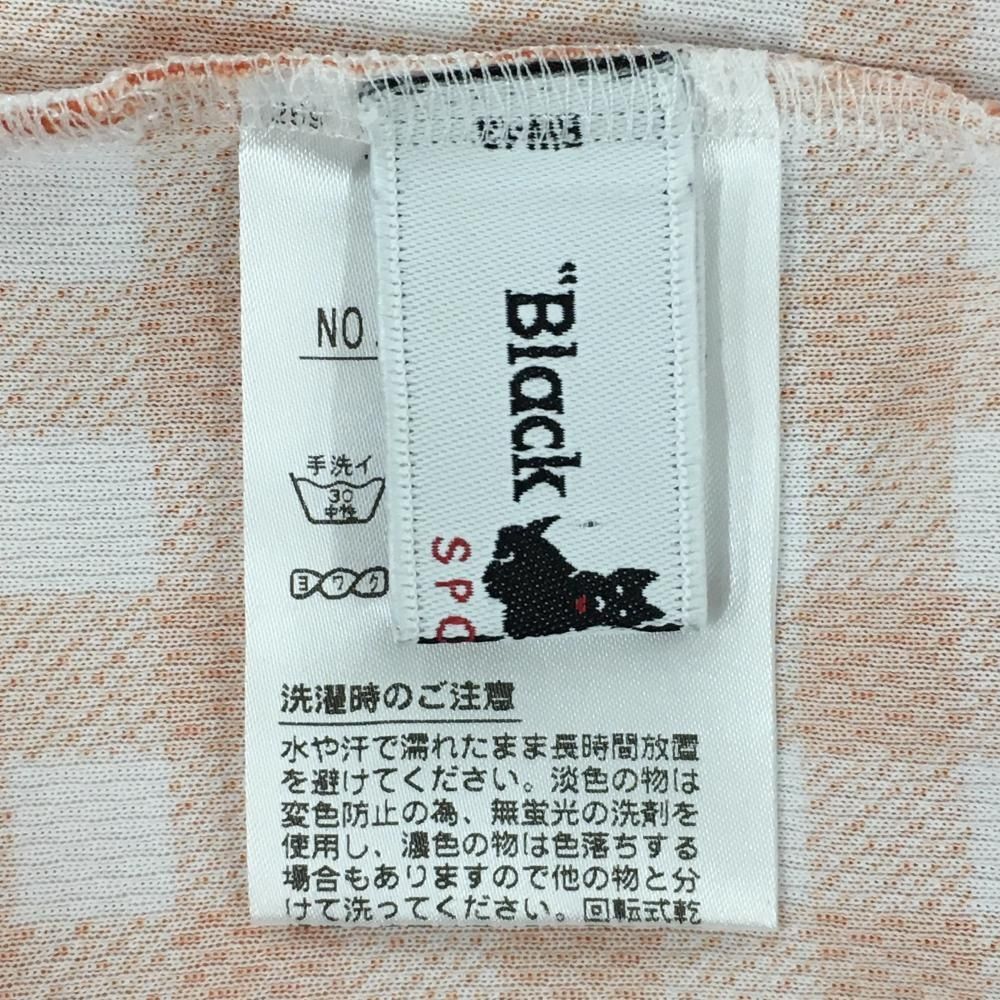 "Black
SPO
NO.
手洗イ
30
中性
ヨワク
洗濯時のご注意
水や汗で濡れたまま長時間放置
を避けてください。淡色の物は
変色防止の為、無蛍光の洗剤を
使用し、濃色の物は色落ちする
場合もありますので他の物と分
けて洗ってください。回転式乾